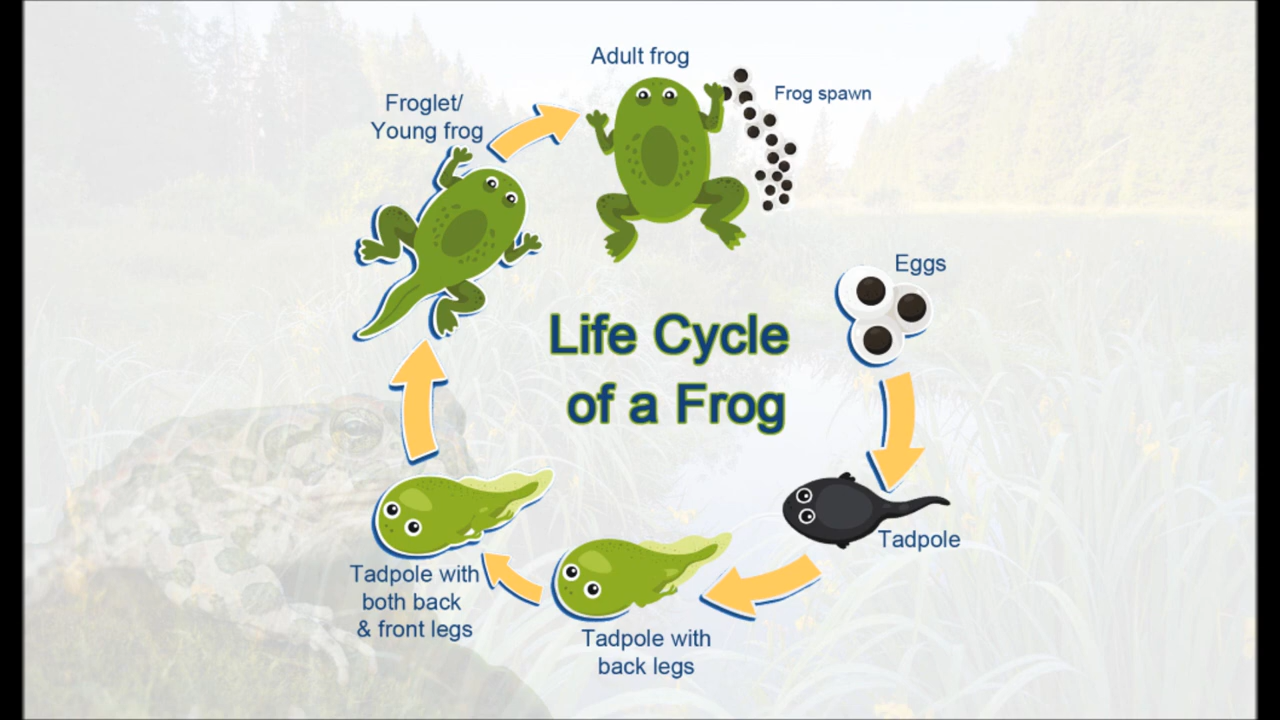 Adult frog
Frog spawn
Froglet/
Young frog
Eggs
Life Cycle
of a Frog
Tadpole
Tadpole with
both back
& front legs
Tadpole with
back legs